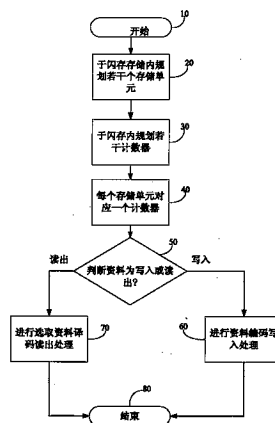 10
开始
20
于闪存存储内规
划若干个存储单
元
30
于闪存内规划若
干计数器
40
每个存储单元对
应一个计数器
50
读出
写入
判断资料为写入或读
出?
70
进行选取资料译
码读出处理
60
进行资料编码写
入处理
80
结束